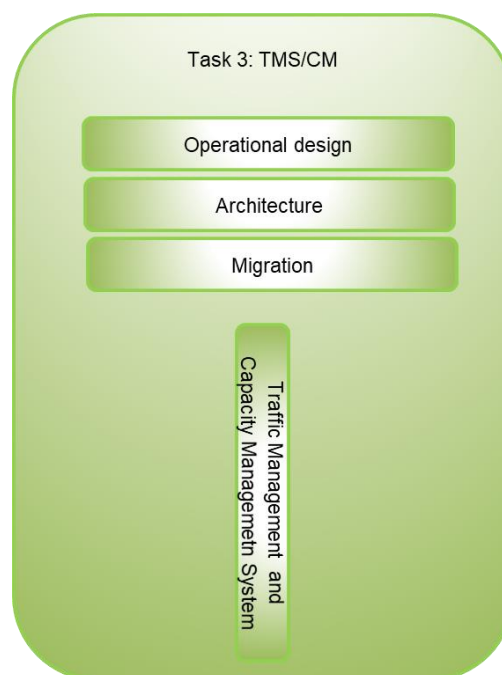 Task 3: TMS/CM
Operational design
Architecture
Migration
Traffic Management and
Capacity Managemetn System